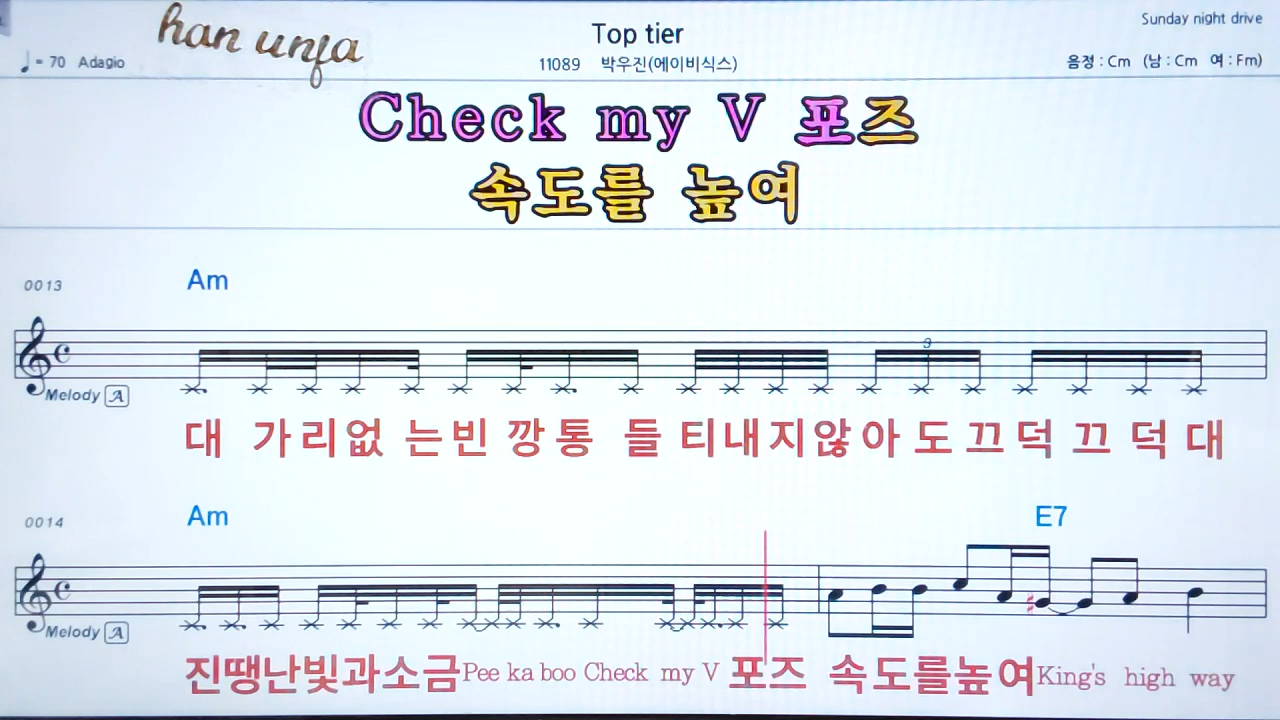 han unfa
Top tier
Sunday night drive
♩= 70 Adagio
11089 박우진(에이비식스)
음정 : Cm (남 : Cm 여 : Fm)
Check my V 포즈
속도를 높여
0013
Am
3
Melody A
대 가리없 는빈 깡통 들 티내지않아 도 끄덕 끄 덕 대
0014
Am E7
Melody A
진땡난빛과소금Pee ka boo Check my V 포즈 속도를높여King's high way